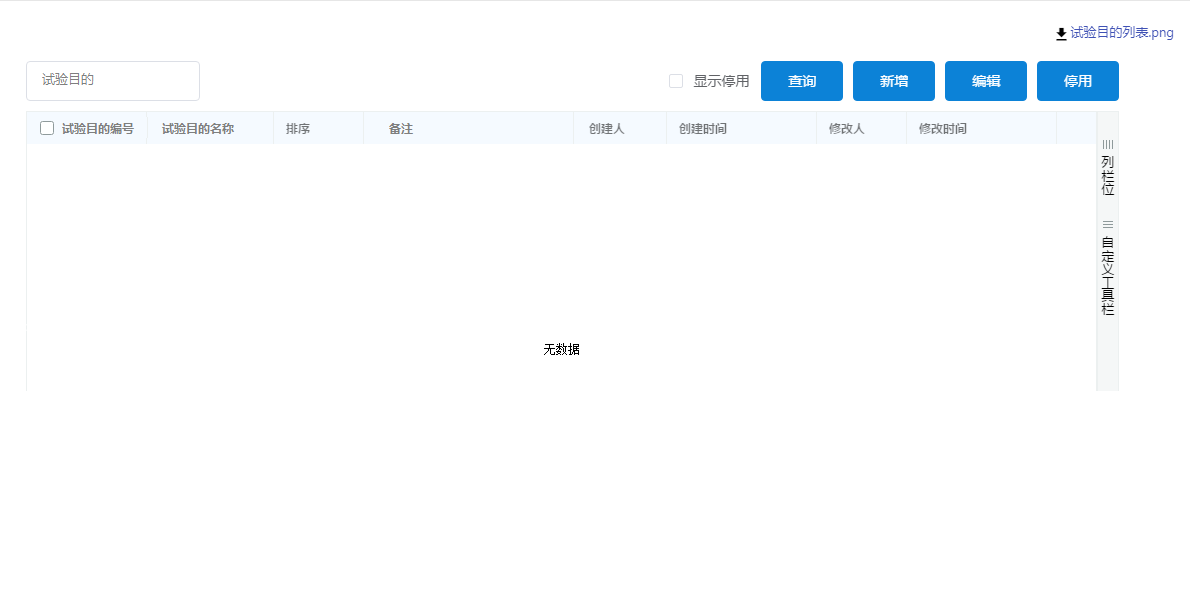 试验目的列表.png
试验目的 显示停用 查询 新增 编辑 停用
试验目的编号 试验目的名称 排序 备注 创建人 创建时间 修改人 修改时间
列栏位
自定义工具栏
无数据